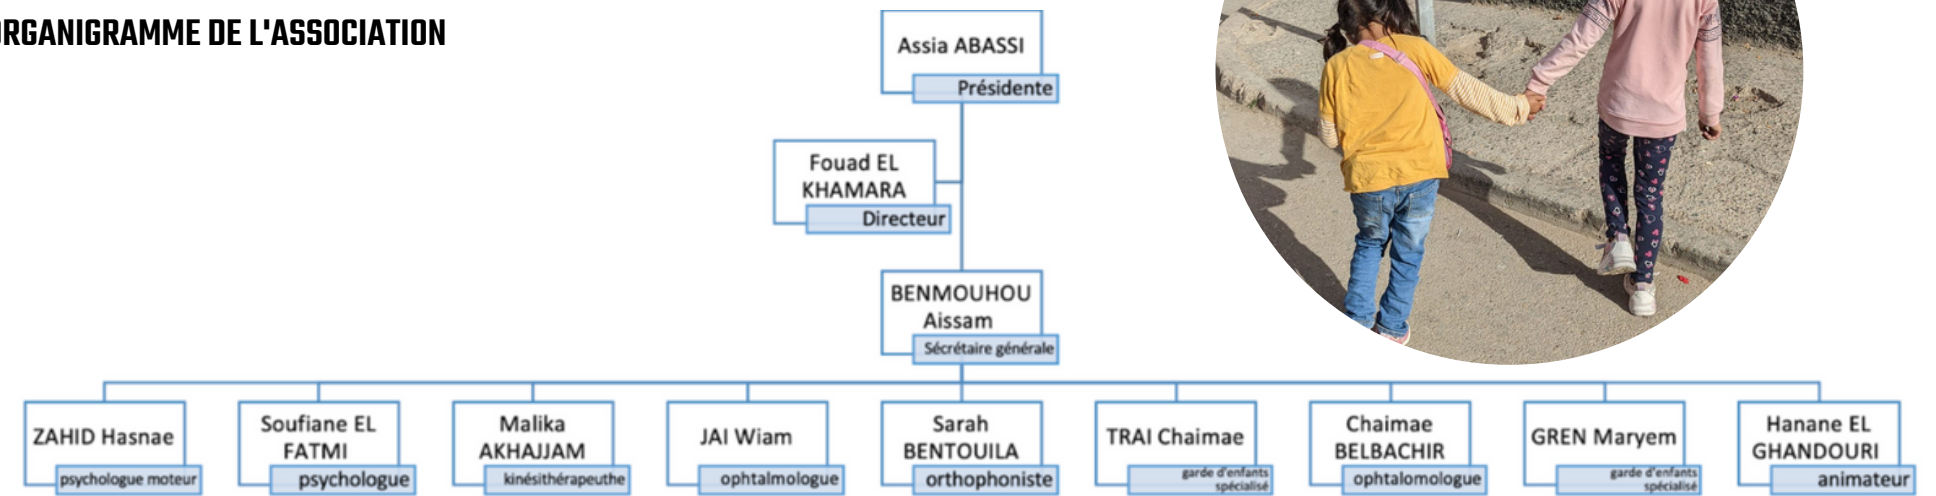 ORGANIGRAMME DE L'ASSOCIATION
Assia ABASSI
Présidente
Fouad EL
KHAMARA
Directeur
BENMOUHOU
Aissam
Sécrétaire générale
ZAHID Hasnae
psychologue moteur
Soufiane EL
FATMI
psychologue
Malika
AKHAJJAM
kinésithérapeuthe
JAI Wiam
ophtalmologue
Sarah
BENTOUILA
orthophoniste
TRAI Chaimae
garde d'enfants
spécialisé
Chaimae
BELBACHIR
ophtalomologue
GREN Maryem
garde d'enfants
spécialisé
Hanane EL
GHANDOURI
animateur